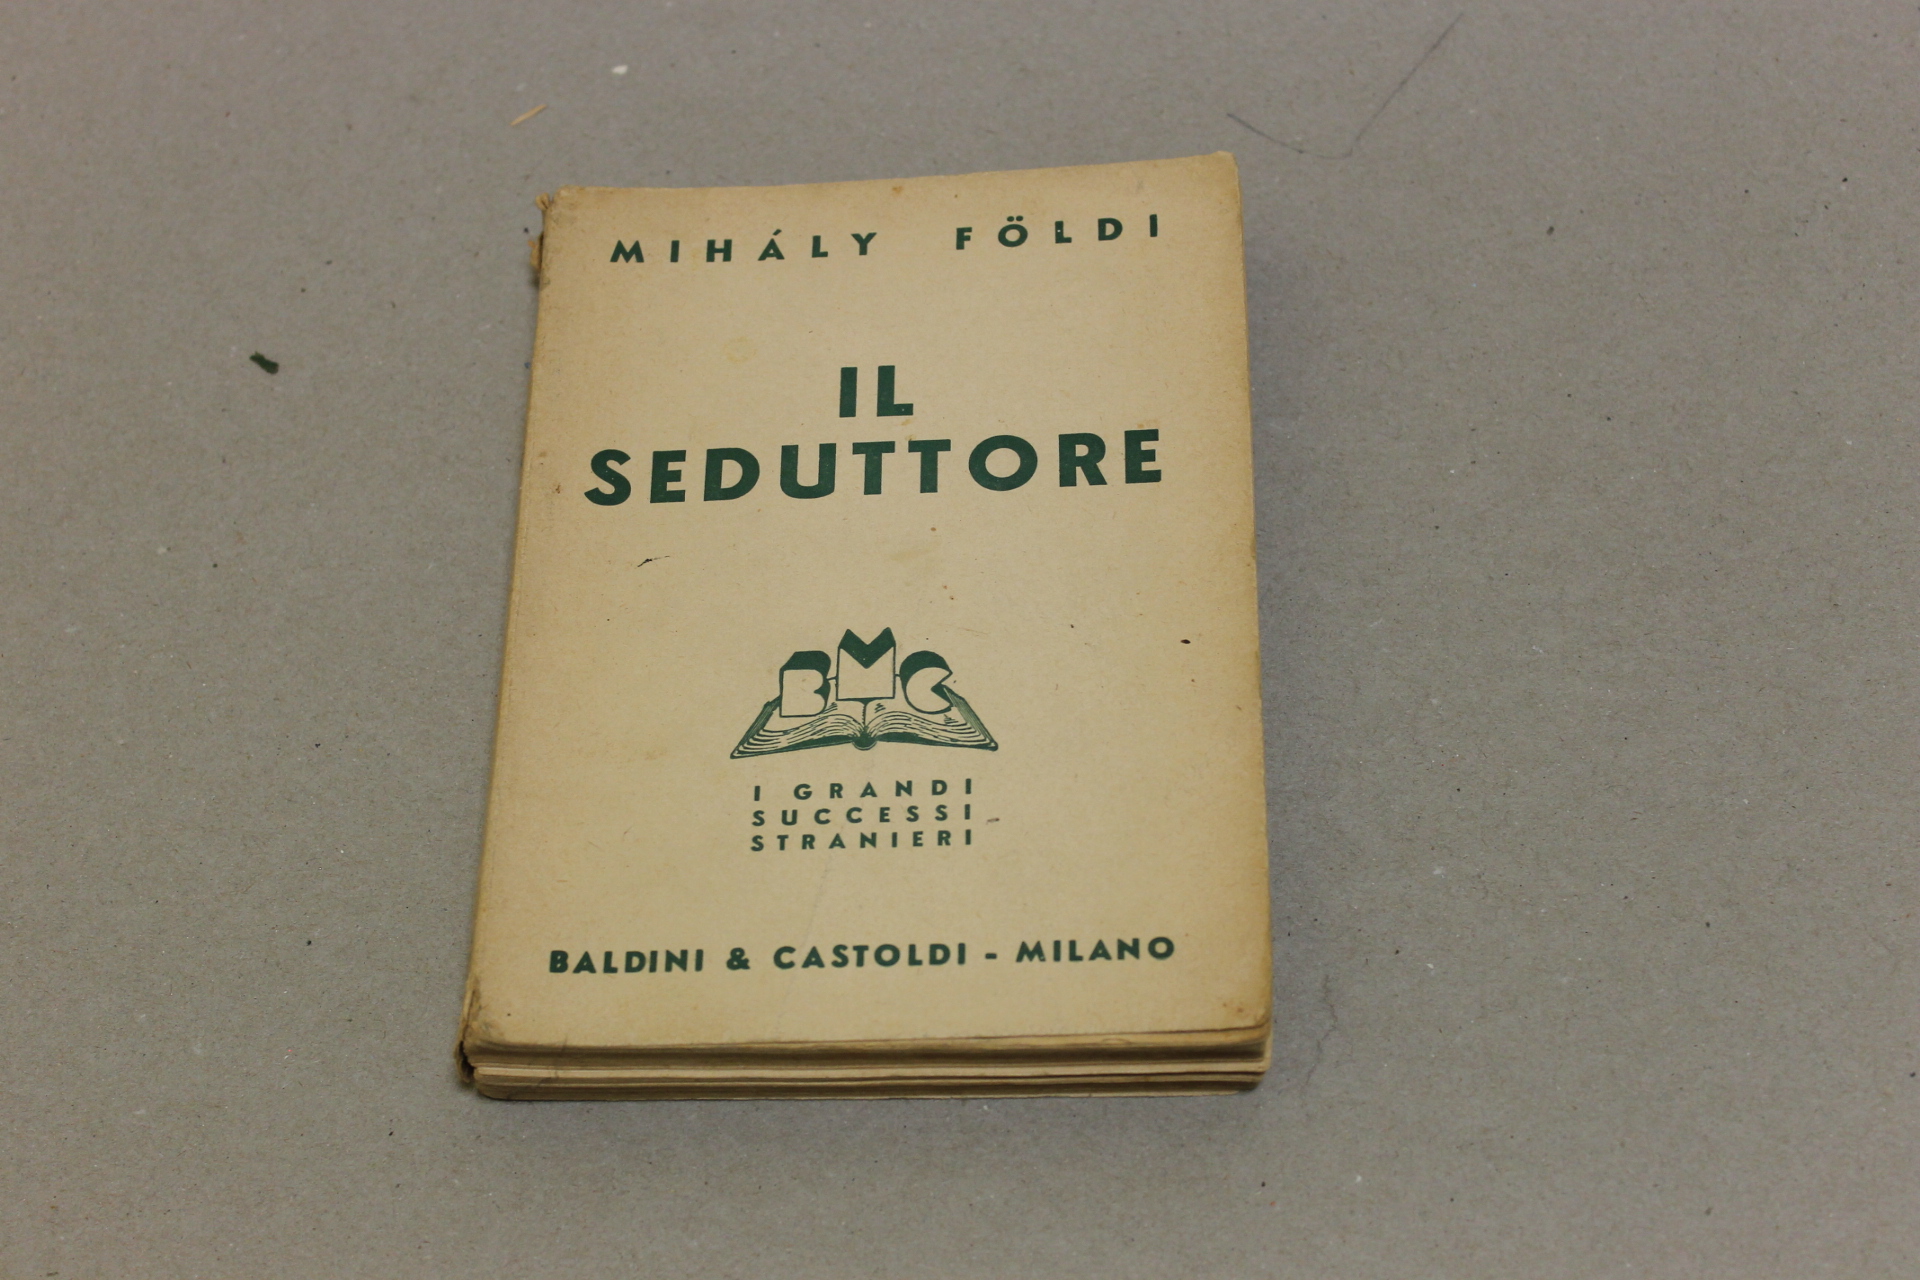 MIHÁLY FÖLDI
IL
SEDUTTORE
BMC
I GRANDI
SUCCESSI
STRANIERI
BALDINI & CASTOLDI - MILANO